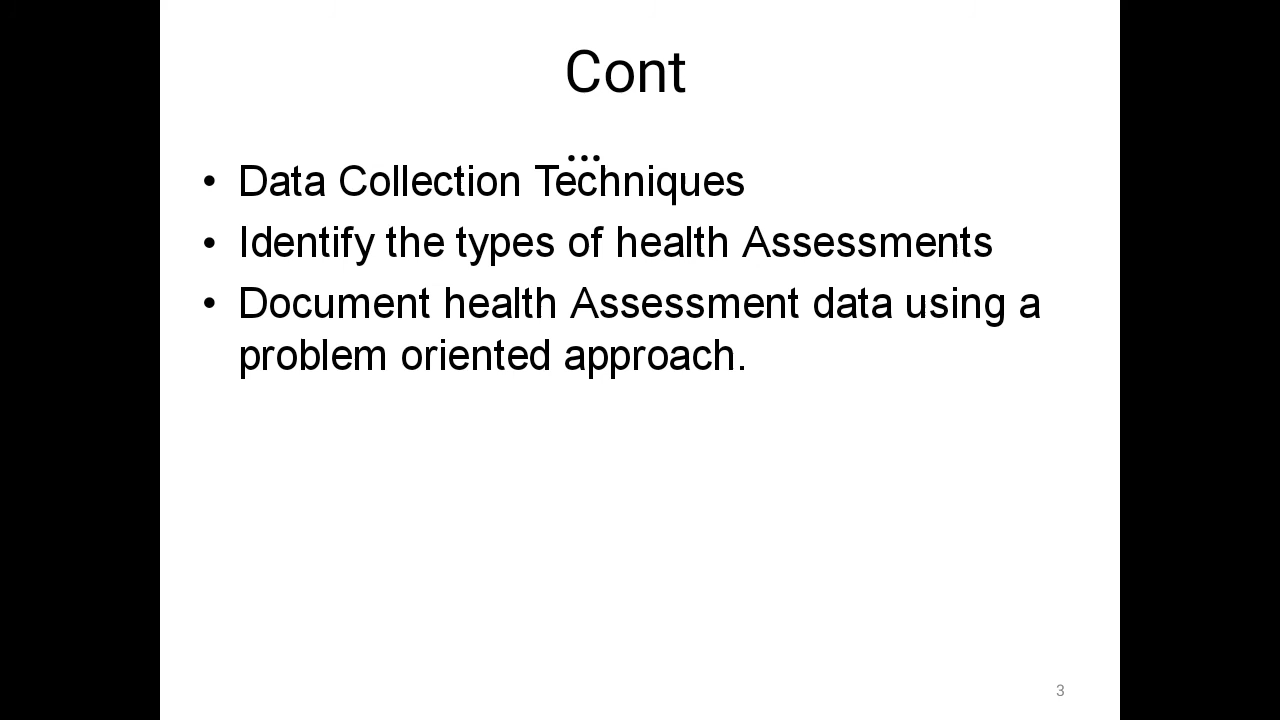 Cont
...
• Data Collection Techniques
• Identify the types of health Assessments
• Document health Assessment data using a
problem oriented approach.
3